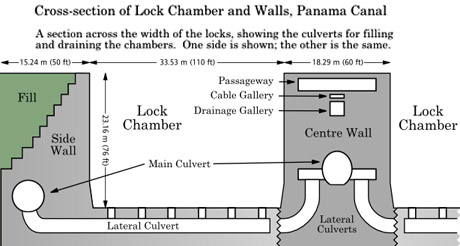 Cross-section of Lock Chamber and Walls, Panama Canal
A section across the width of the locks, showing the culverts for filling
and draining the chambers. One side is shown; the other is the same.
15.24 m (50 ft)
33.53 m (110 ft)
18.29 m (60 ft)
Passageway
Cable Gallery
Drainage Gallery
Fill
Lock
Chamber
Lock
Chamber
23.16 m (76 ft)
Side
Wall
Centre Wall
Main Culvert
Lateral Culvert
Lateral
Culverts